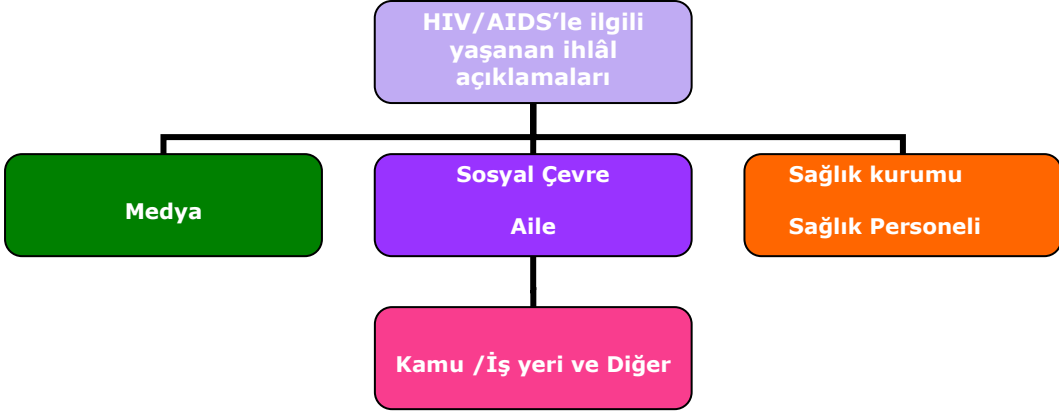 HIV/AIDS’le ilgili
yaşanan ihlâl
açıklamaları
Medya
Sosyal Çevre
Aile
Sağlık kurumu
Sağlık Personeli
Kamu /İş yeri ve Diğer